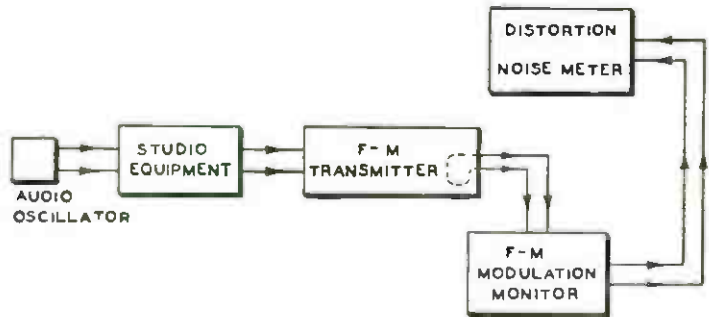 DISTORTION
NOISE METER
STUDIO
EQUIPMENT
F-M
TRANSMITTER
AUDIO
OSCILLATOR
F-M
MODULATION
MONITOR